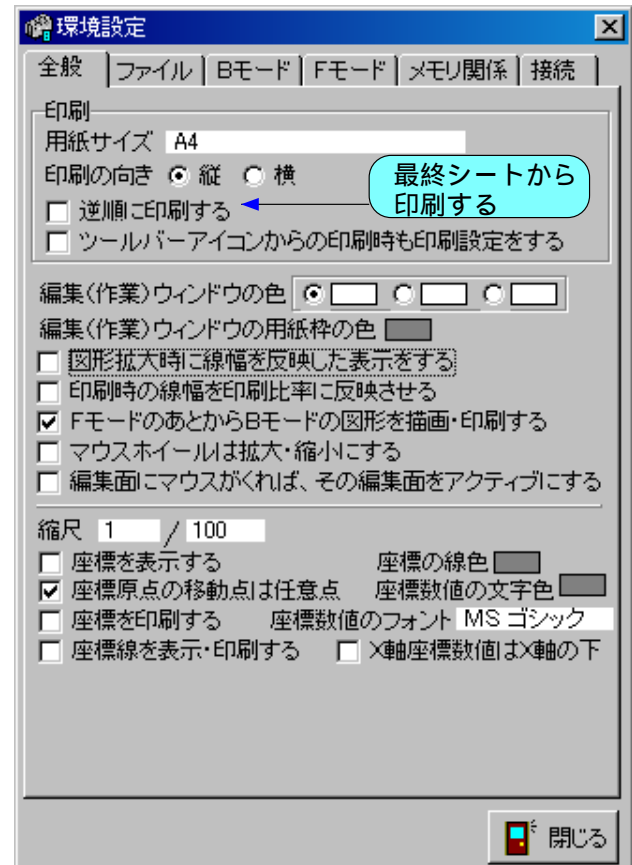 環境設定
全般 ファイル Bモード Fモード メモリ関係 接続
印刷
用紙サイズ A4
印刷の向き 縦 横
最終シートから
印刷する
逆順に印刷する
ツールバーアイコンからの印刷時も印刷設定をする
編集(作業)ウィンドウの色
編集(作業)ウィンドウの用紙枠の色
図形拡大時に線幅を反映した表示をする
印刷時の線幅を印刷比率に反映させる
FモードのあとからBモードの図形を描画・印刷する
マウスホイールは拡大・縮小にする
編集面にマウスがくれば、その編集面をアクティブにする
縮尺 1 / 100
座標を表示する 座標の線色
座標原点の移動点は任意点 座標数値の文字色
座標を印刷する 座標数値のフォント MS ゴシック
座標線を表示・印刷する X軸座標数値はX軸の下
閉じる